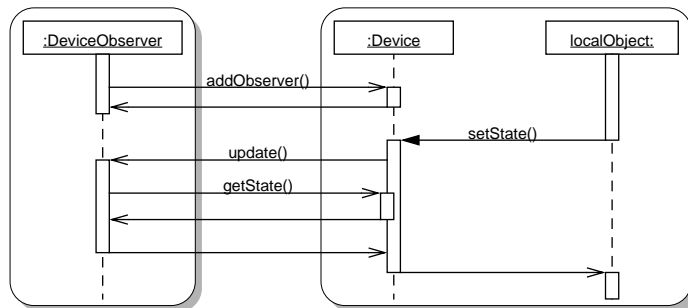 :DeviceObserver
:Device
localObject:
addObserver()
setState()
update()
getState()